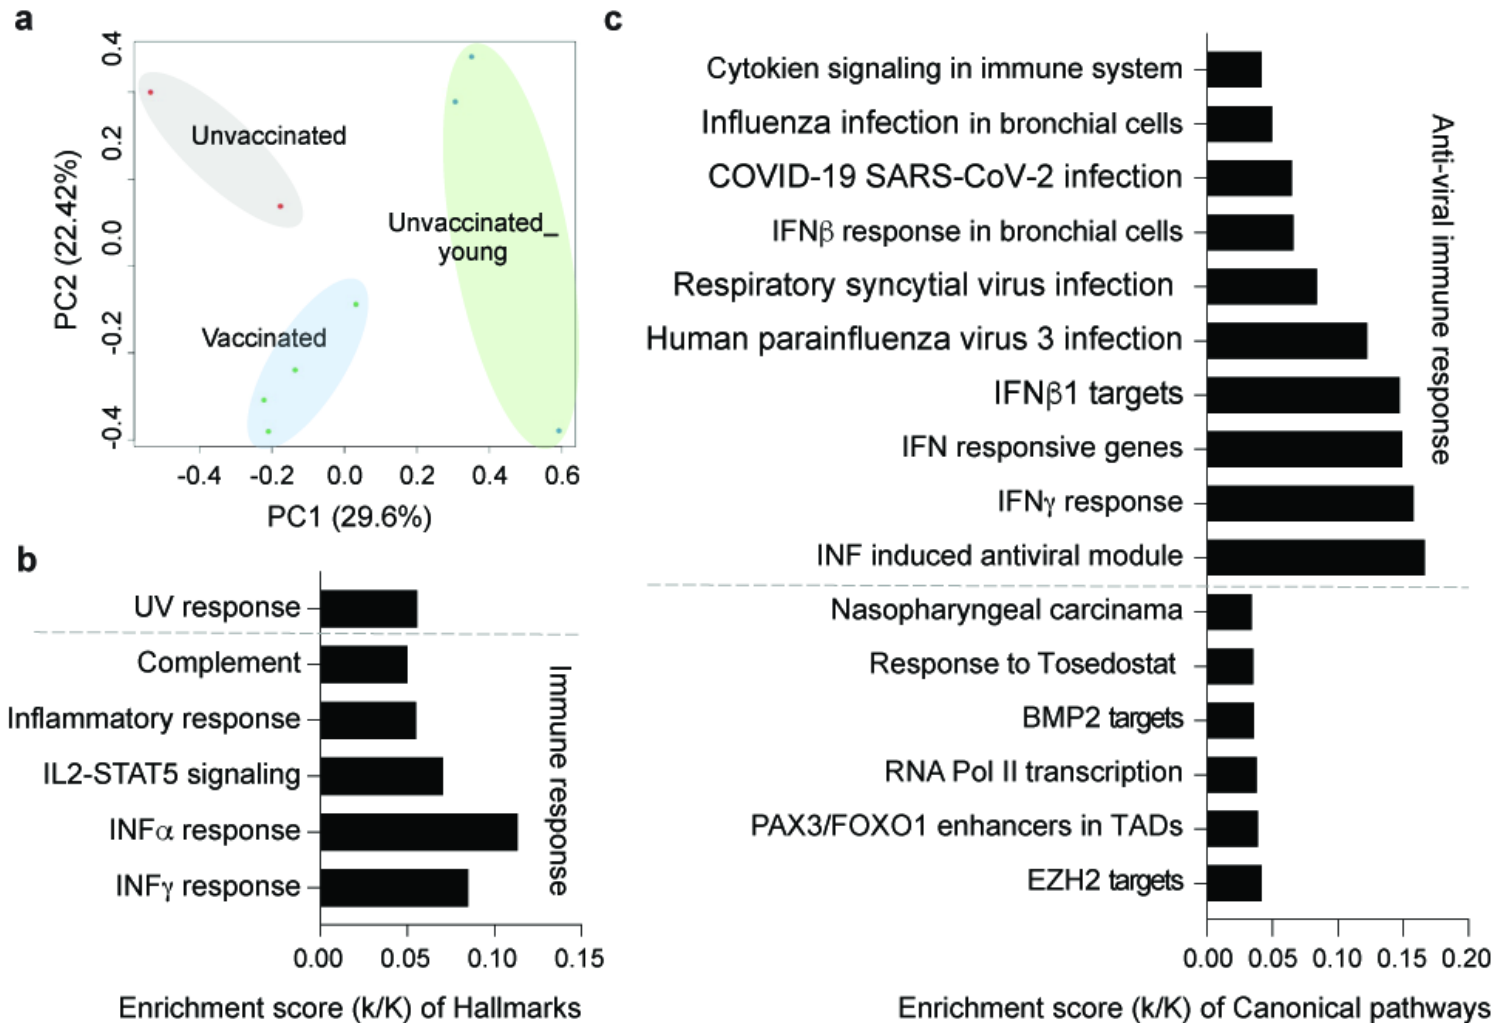 a
0.4
0.2
0.0
-0.2
-0.4
PC2 (22.42%)
Unvaccinated
Unvaccinated_
young
Vaccinated
-0.4 -0.2 0.0 0.2 0.4 0.6
PC1 (29.6%)
b
UV response
Complement
Inflammatory response
IL2-STAT5 signaling
INFα response
INFγ response
Immune response
0.00 0.05 0.10 0.15
Enrichment score (k/K) of Hallmarks
c
Cytokien signaling in immune system
Influenza infection in bronchial cells
COVID-19 SARS-CoV-2 infection
IFNβ response in bronchial cells
Respiratory syncytial virus infection
Human parainfluenza virus 3 infection
IFNβ1 targets
IFN responsive genes
IFNγ response
INF induced antiviral module
Anti-viral immune response
Nasopharyngeal carcinama
Response to Tosedostat
BMP2 targets
RNA Pol II transcription
PAX3/FOXO1 enhancers in TADs
EZH2 targets
0.00 0.05 0.10 0.15 0.20
Enrichment score (k/K) of Canonical pathways